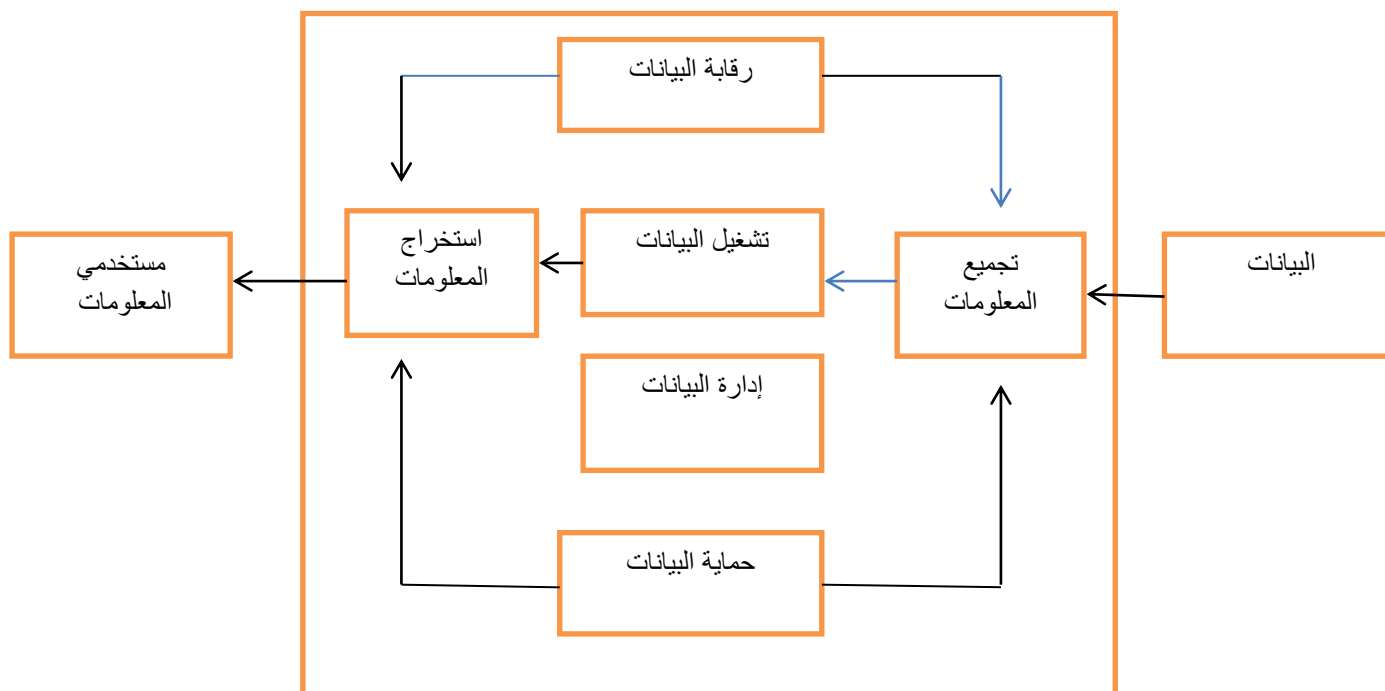 رقابة البيانات
البيانات
تجميع
المعلومات
تشغيل البيانات
استخراج
المعلومات
مستخدمي
المعلومات
إدارة البيانات
حماية البيانات